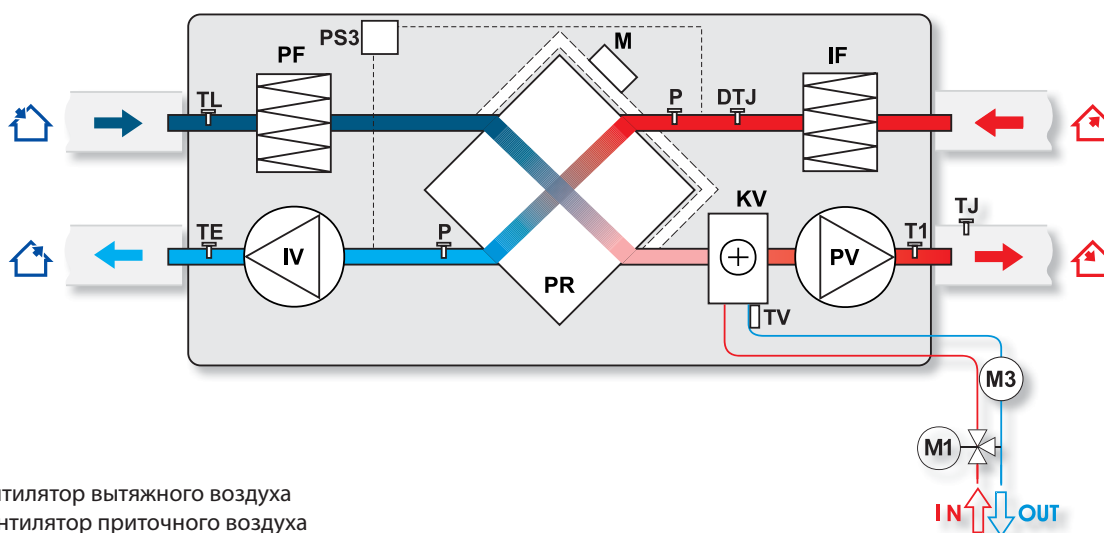 PS3
M
PF
IF
TL
P
DTJ
KV
TJ
TE
P
T1
IV
PV
PR
TV
M3
M1
нтилятор вытяжного воздуха
нтилятор приточного воздуха
IN
OUT